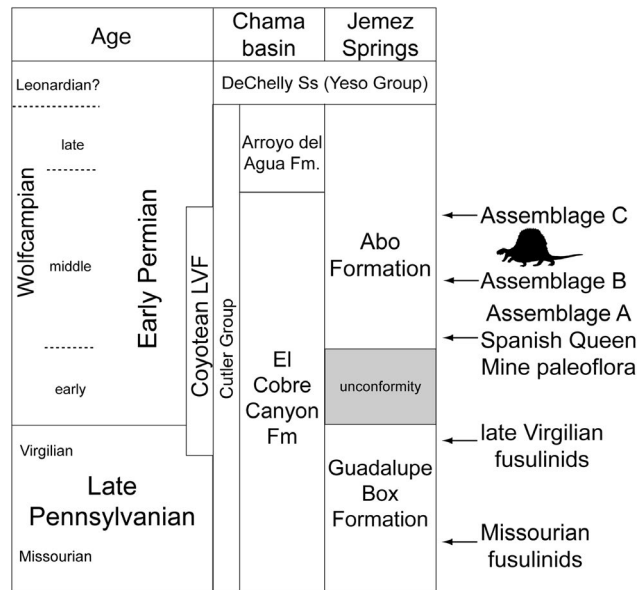 Age
Chama
basin
Jemez
Springs
Leonardian?
DeChelly Ss (Yeso Group)
late
Arroyo del
Agua Fm.
Wolfcampian
middle
Early Permian
early
Coyotean LVF
Cutler Group
El
Cobre
Canyon
Fm
Abo
Formation
unconformity
Guadalupe
Box
Formation
Virgilian
Late
Pennsylvanian
Missourian
Assemblage C
Assemblage B
Assemblage A
Spanish Queen
Mine paleoflora
late Virgilian
fusulinids
Missourian
fusulinids